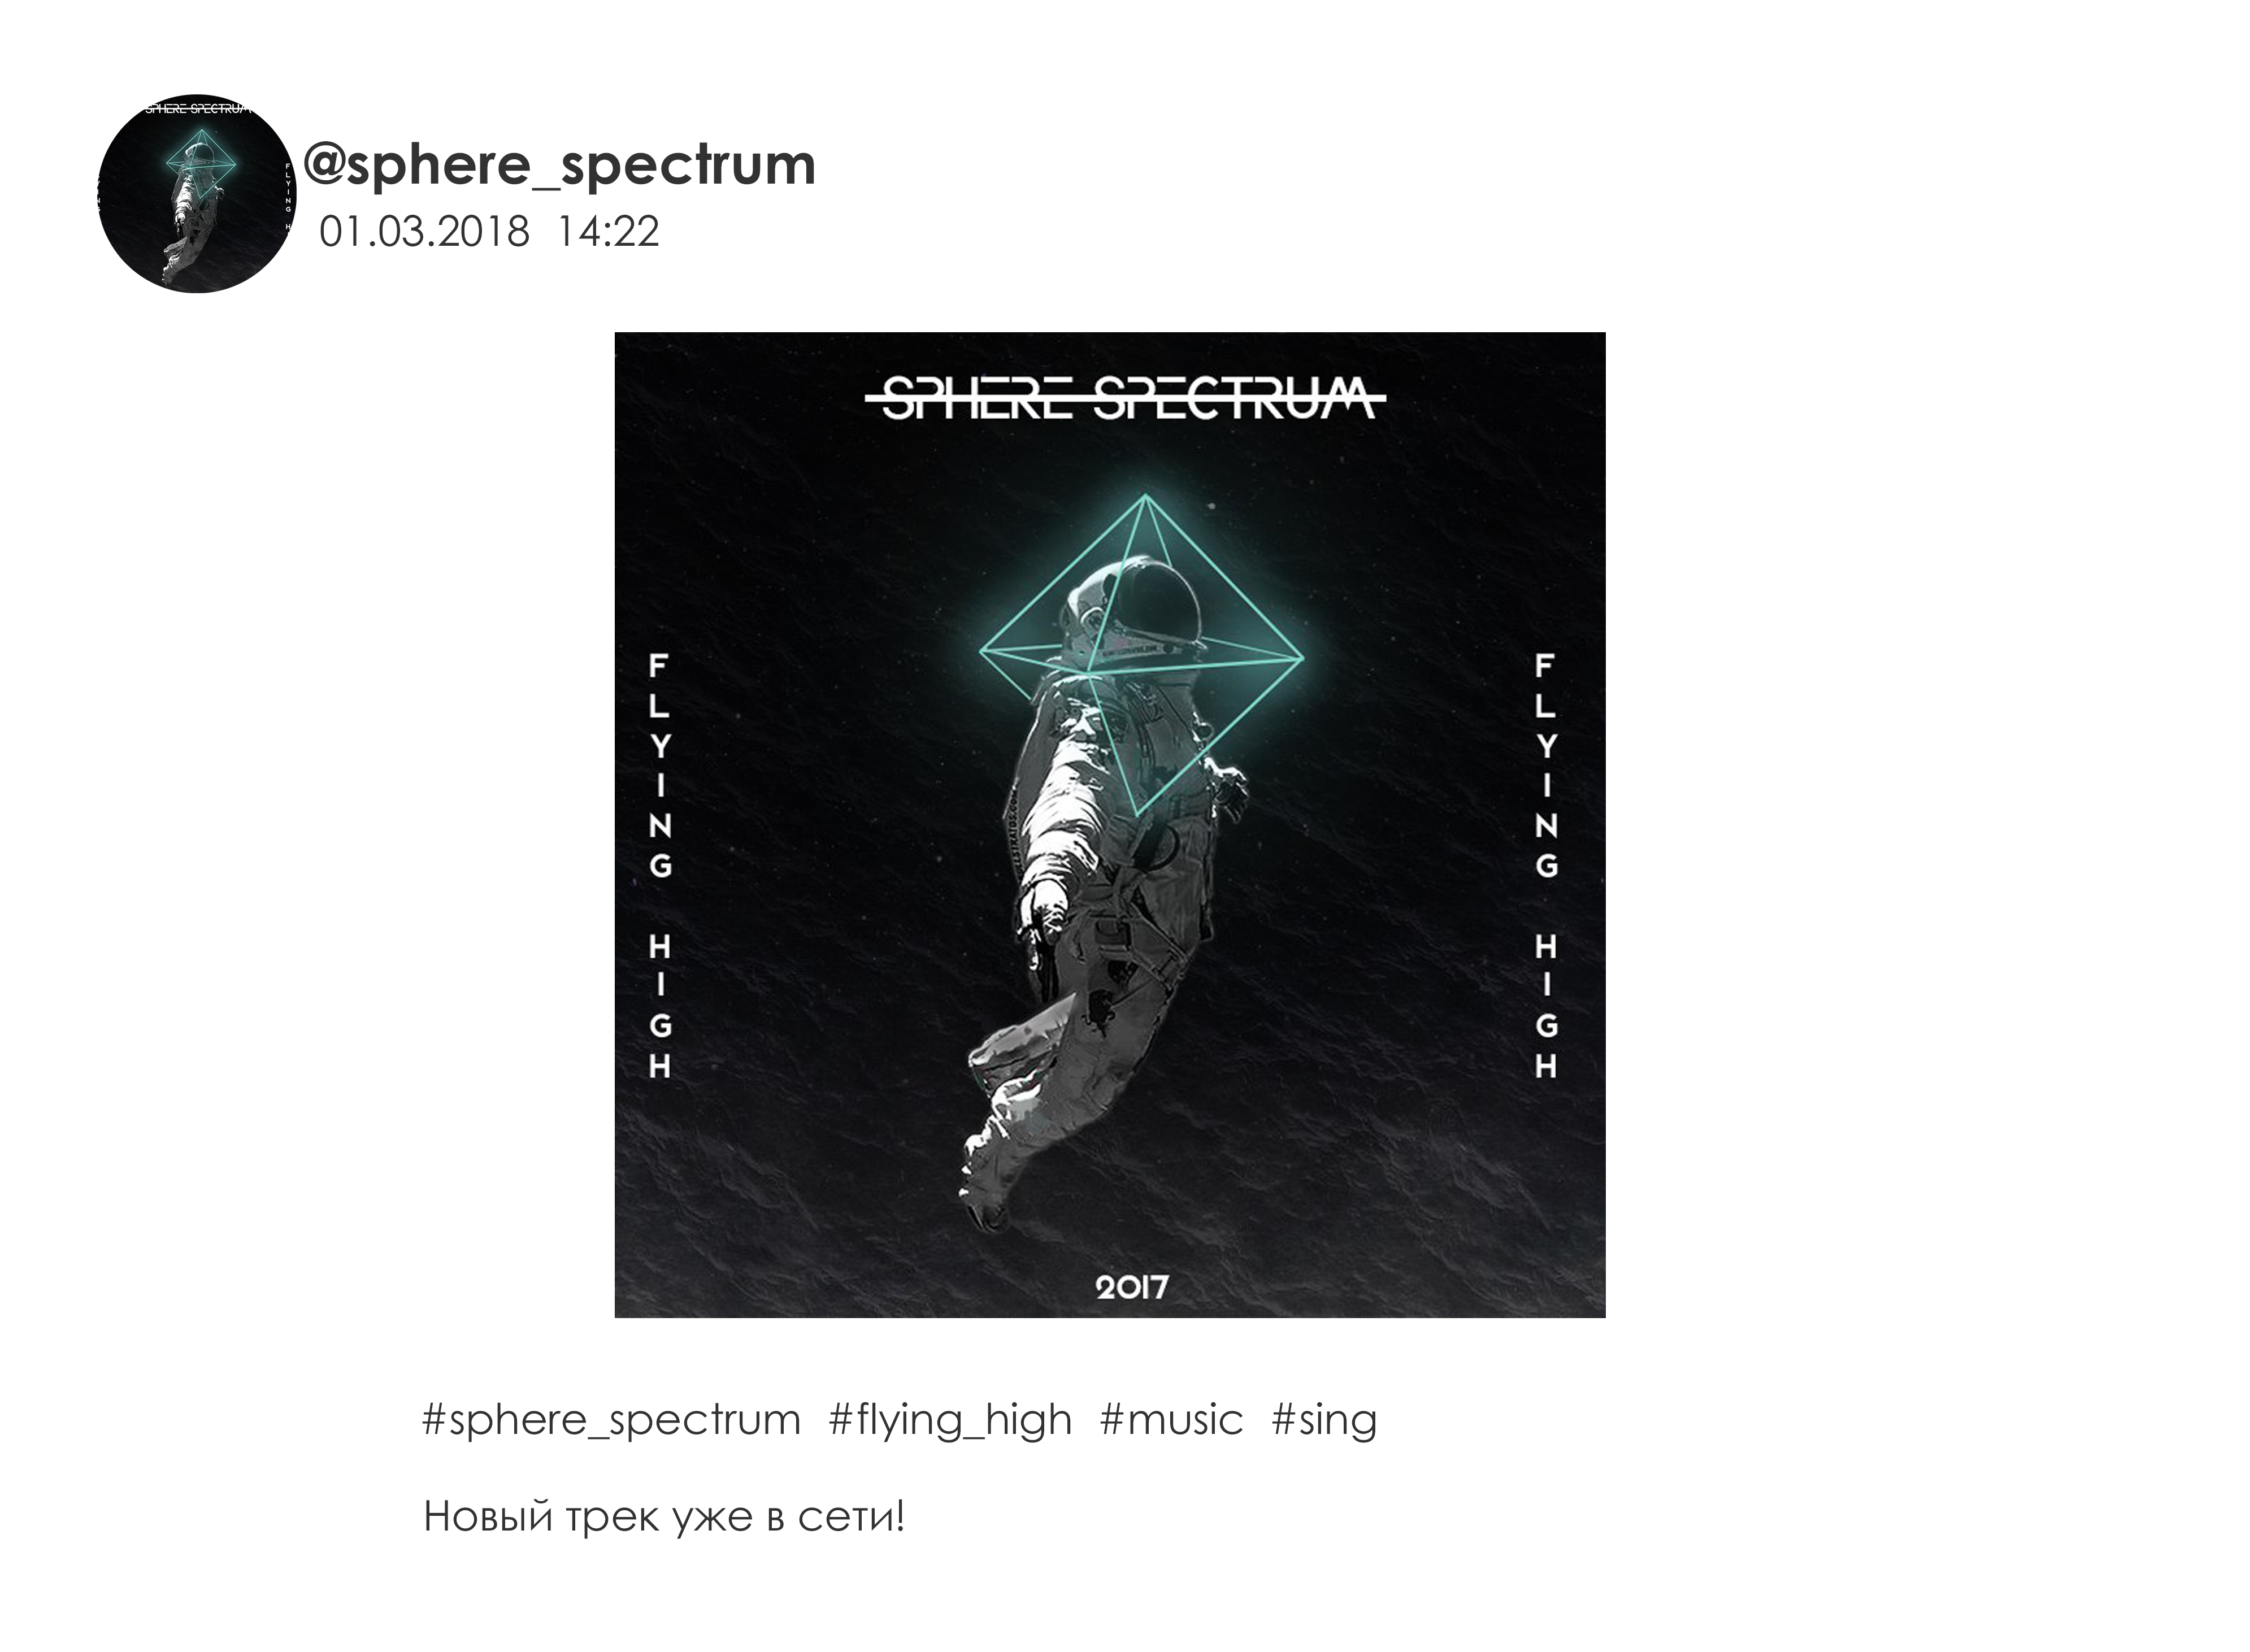 @sphere_spectrum
01.03.2018 14:22
SPHERE SPECTRUM
FLYING HIGH
FLYING HIGH
2017
#sphere_spectrum #flying_high #music #sing
Новый трек уже в сети!